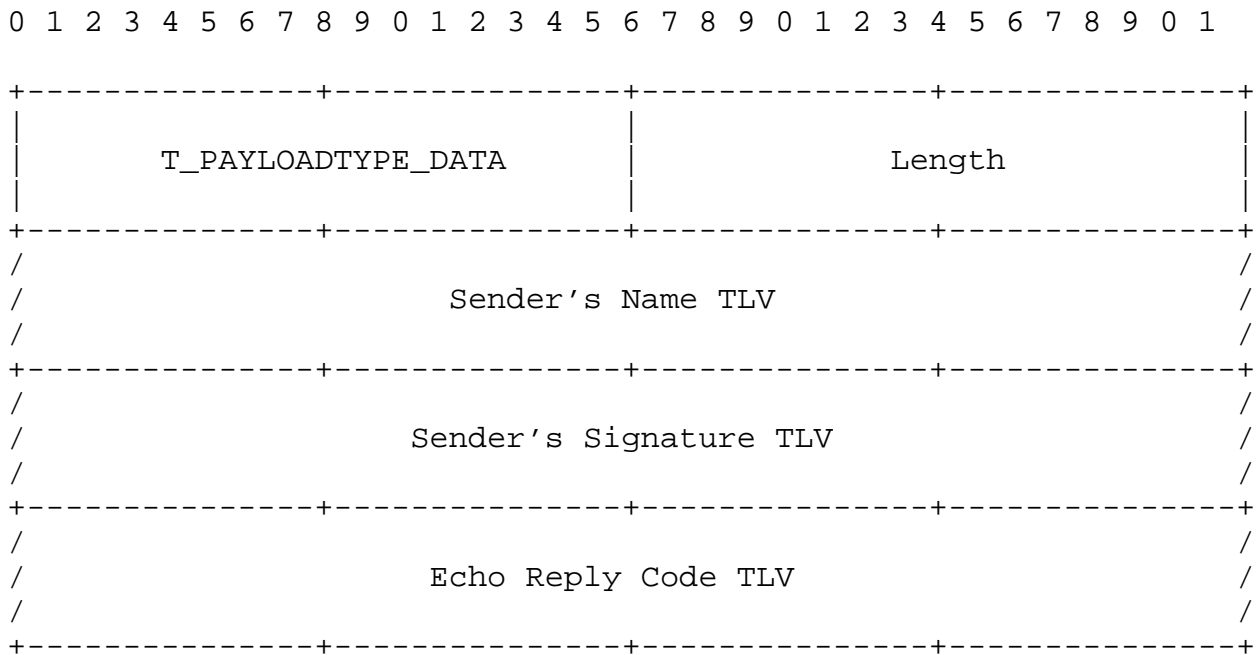 0 1 2 3 4 5 6 7 8 9 0 1 2 3 4 5 6 7 8 9 0 1 2 3 4 5 6 7 8 9 0 1
+---------------+---------------+---------------+---------------+
| | |
| T_PAYLOADTYPE_DATA | Length |
| | |
+---------------+---------------+---------------+---------------+
/ /
/ Sender’s Name TLV /
/ /
+---------------+---------------+---------------+---------------+
/ /
/ Sender’s Signature TLV /
/ /
+---------------+---------------+---------------+---------------+
/ /
/ Echo Reply Code TLV /
/ /
+---------------+---------------+---------------+---------------+